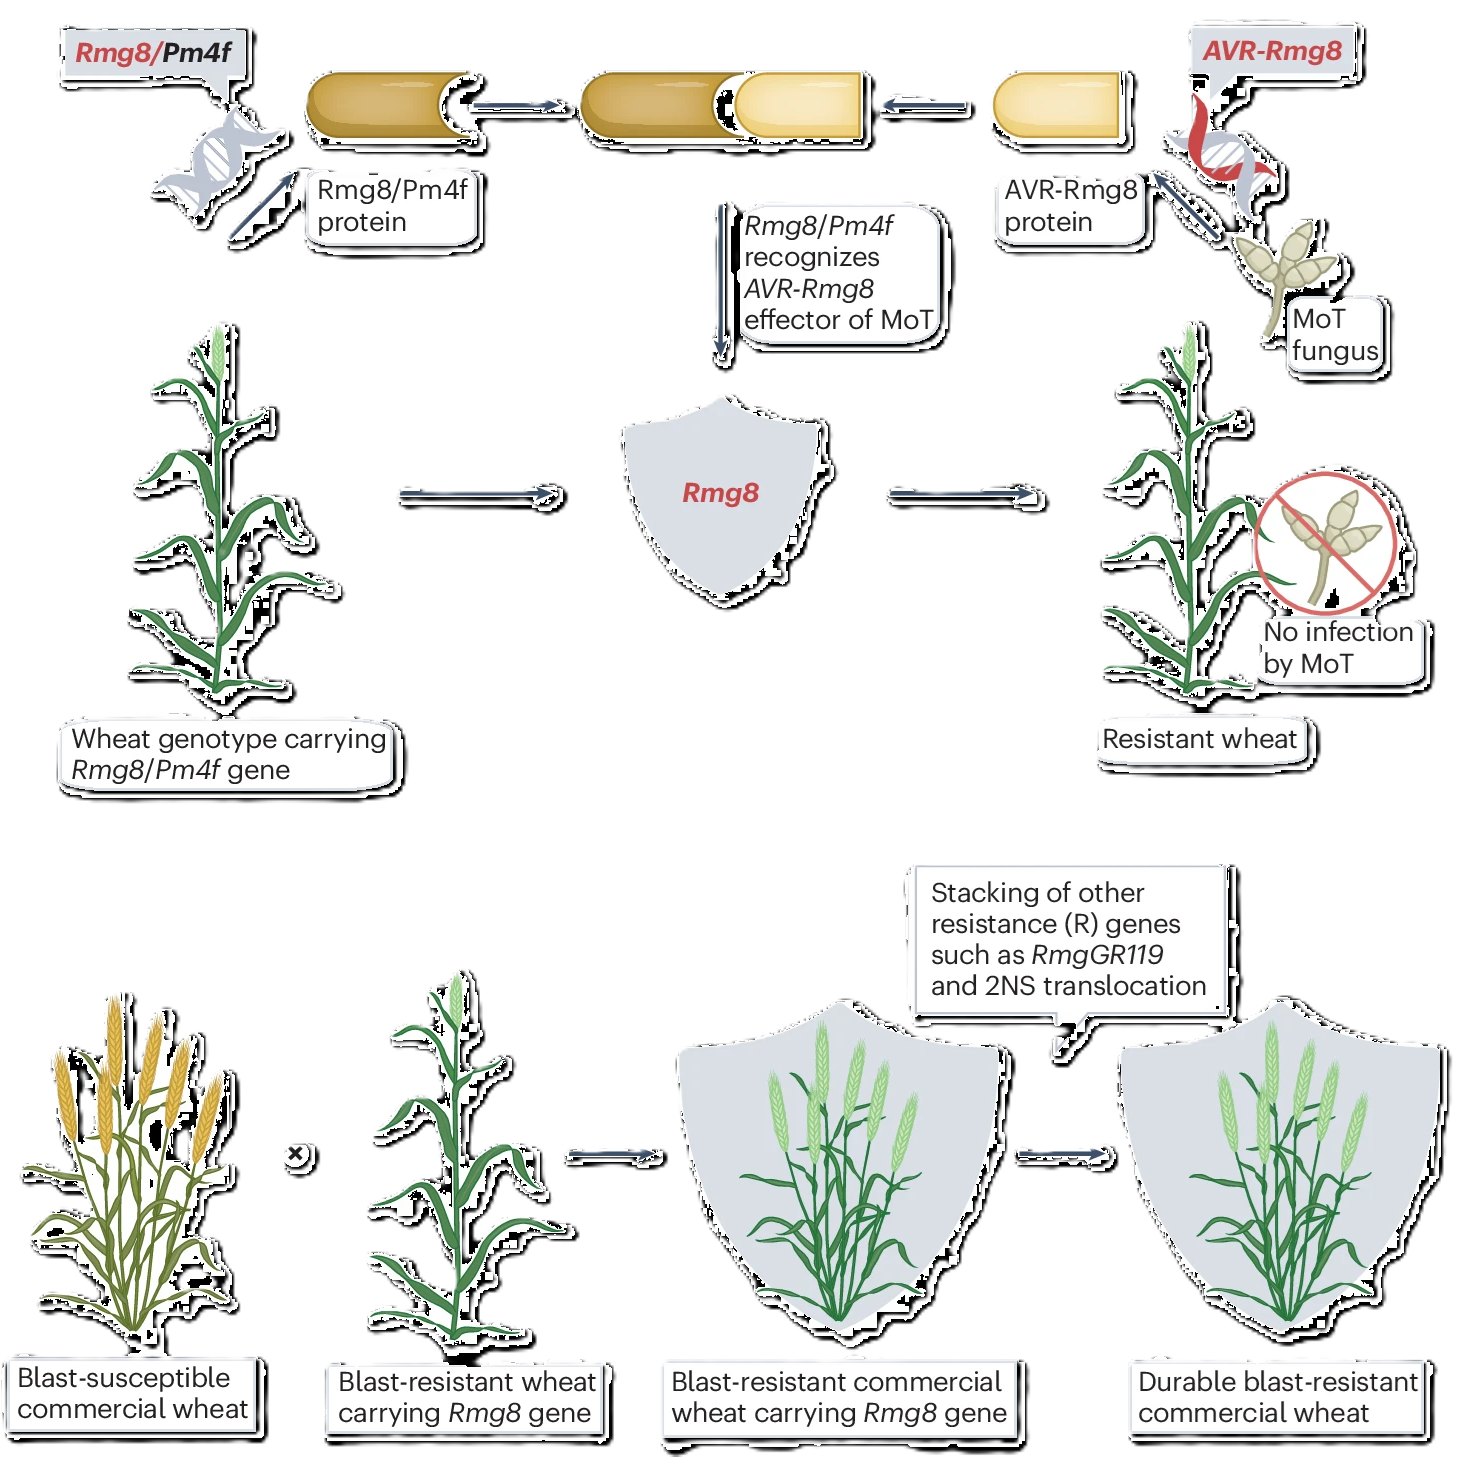 Rmg8/Pm4f
AVR-Rmg8
Rmg8/Pm4f
protein
Rmg8/Pm4f
recognizes
AVR-Rmg8
effector of MoT
AVR-Rmg8
protein
MoT
fungus
Rmg8
No infection
by MoT
Wheat genotype carrying
Rmg8/Pm4f gene
Resistant wheat
Stacking of other
resistance (R) genes
such as RmgGR119
and 2NS translocation
×
Blast-susceptible
commercial wheat
Blast-resistant wheat
carrying Rmg8 gene
Blast-resistant commercial
wheat carrying Rmg8 gene
Durable blast-resistant
commercial wheat